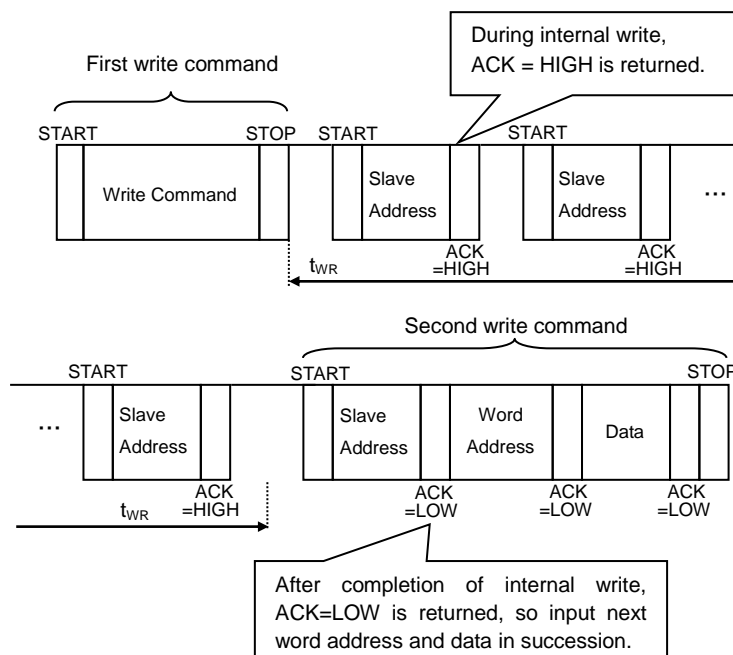 During internal write,
ACK = HIGH is returned.
First write command
START STOP START START
Write Command
Slave
Address
Slave
Address
...
ACK
=HIGH
ACK
=HIGH
tWR
Second write command
START START STOP
...
Slave
Address
Slave
Address
Word
Address
Data
ACK
=HIGH
ACK
=LOW
ACK
=LOW
ACK
=LOW
tWR
After completion of internal write,
ACK=LOW is returned, so input next
word address and data in succession.